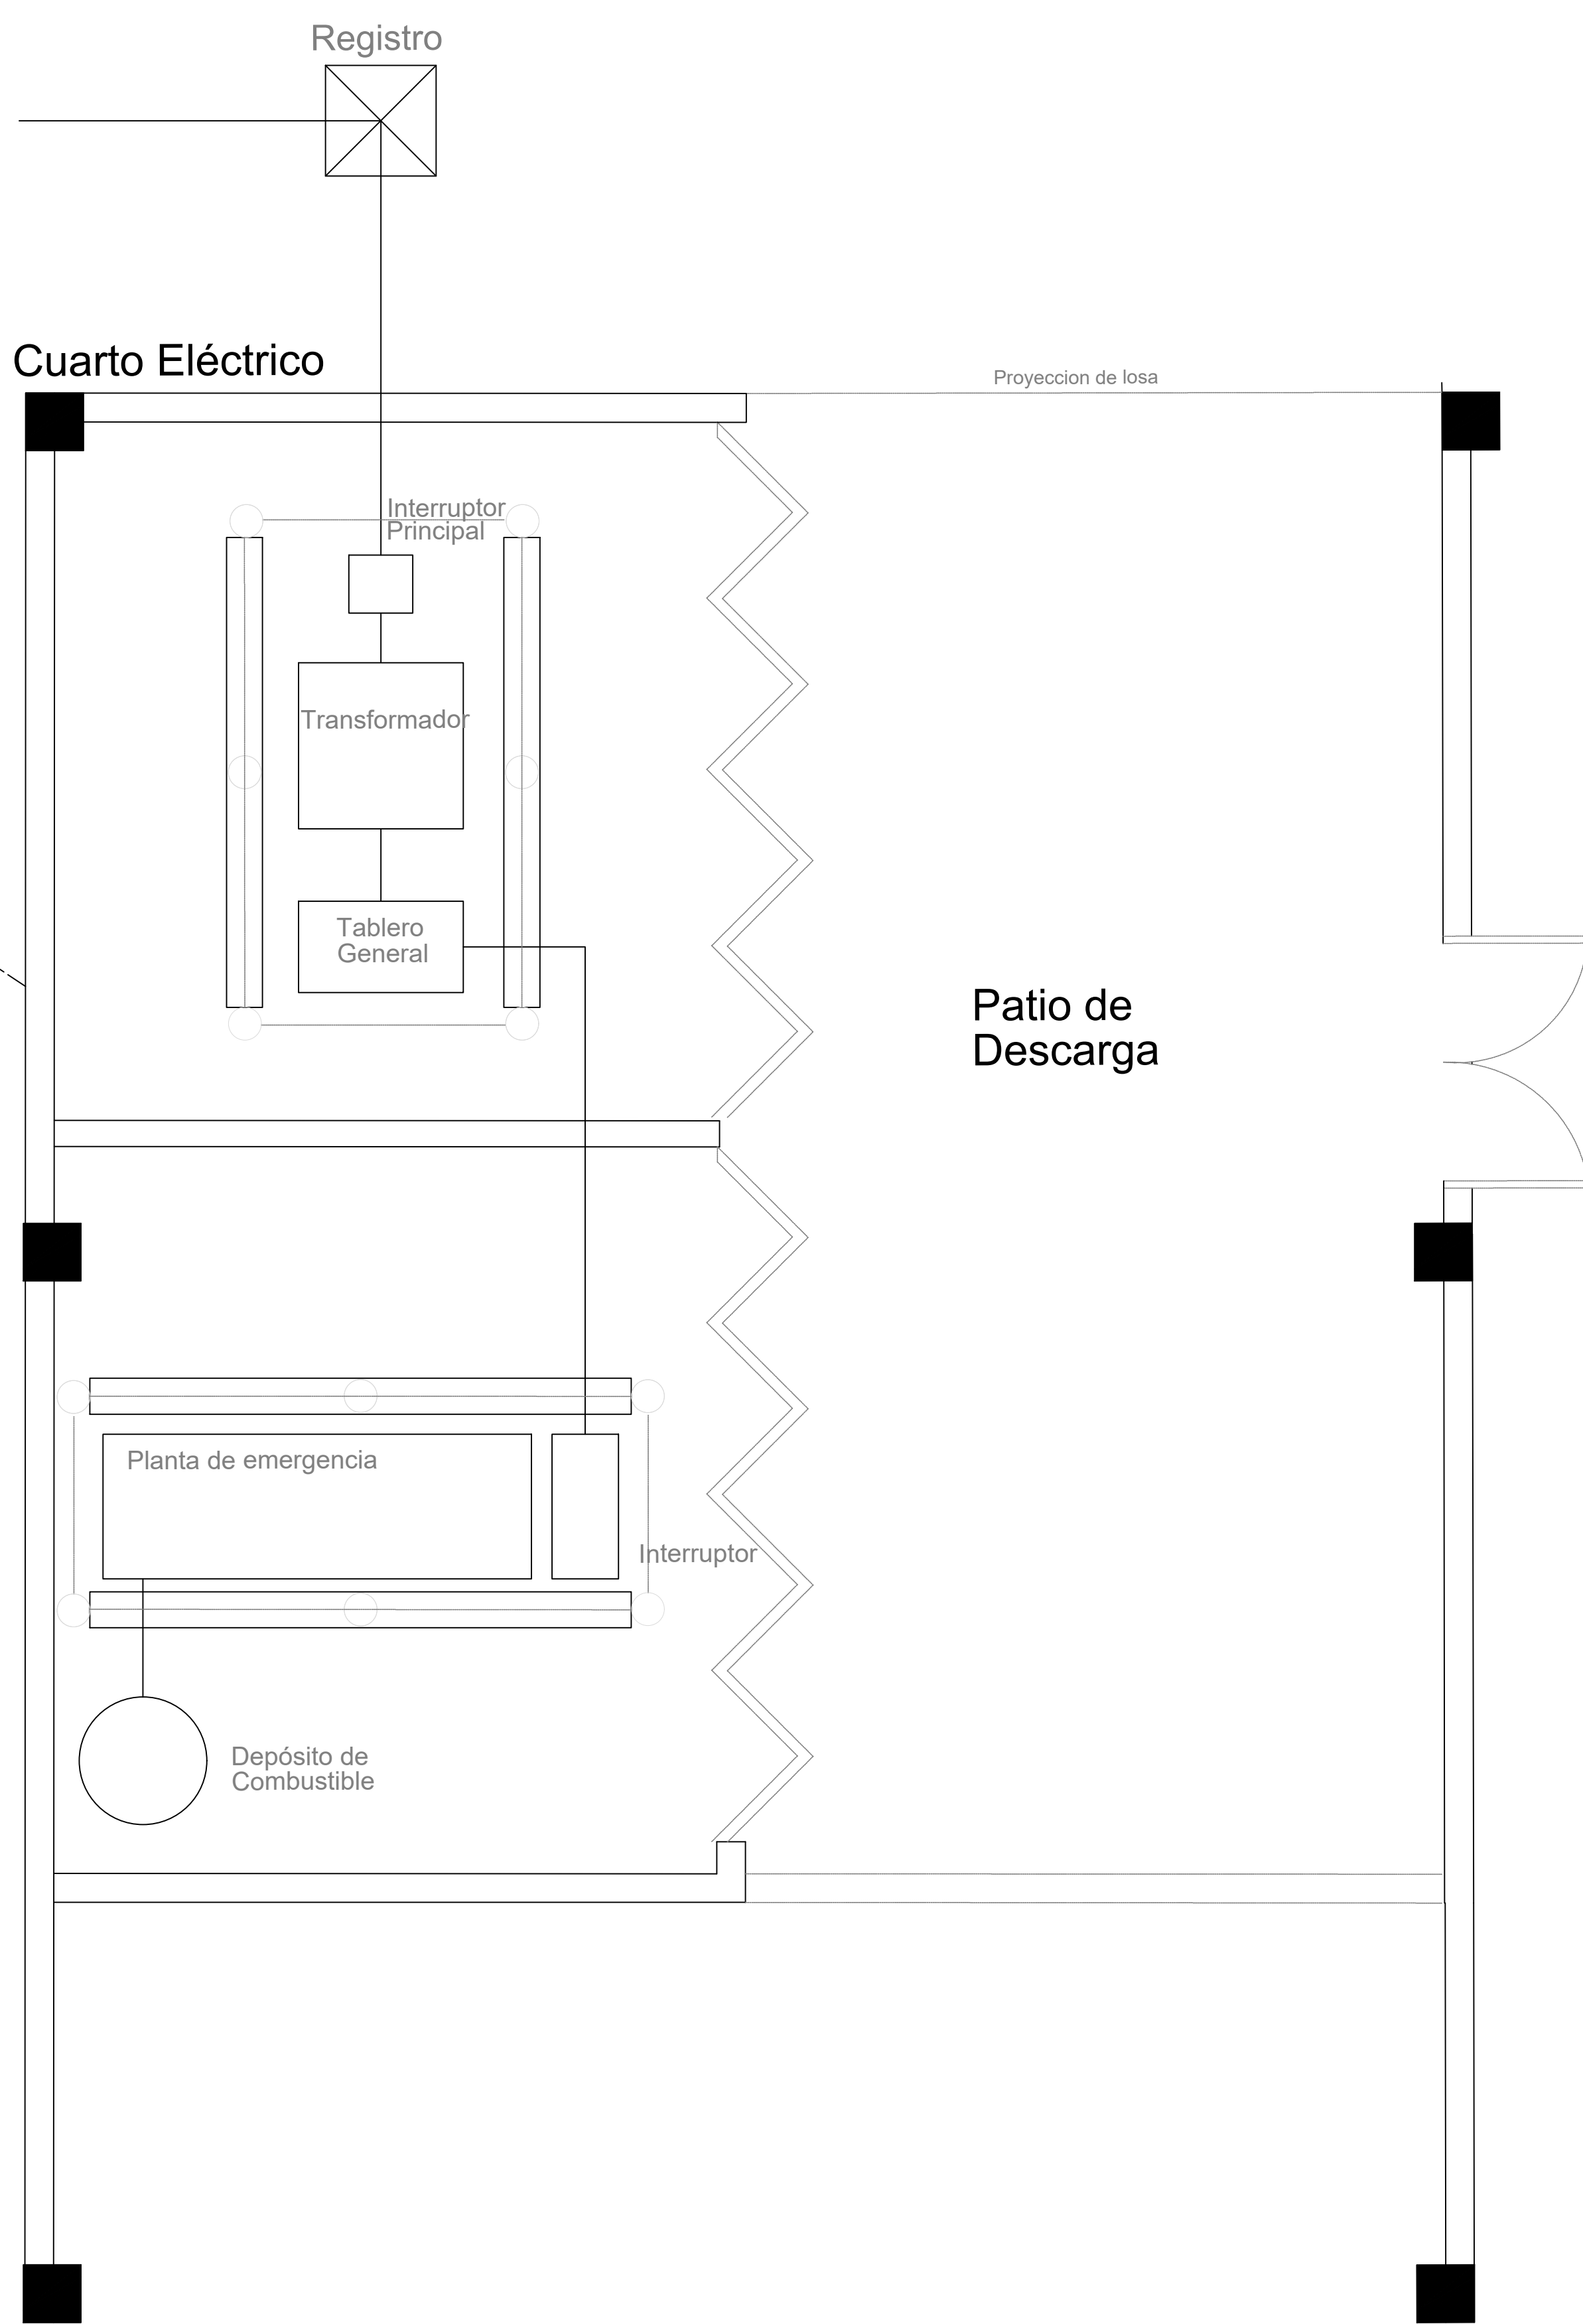 Registro
Cuarto Eléctrico
Proyeccion de losa
Interruptor
Principal
Transformador
Tablero
General
Patio de
Descarga
Planta de emergencia
Interruptor
Depósito de
Combustible